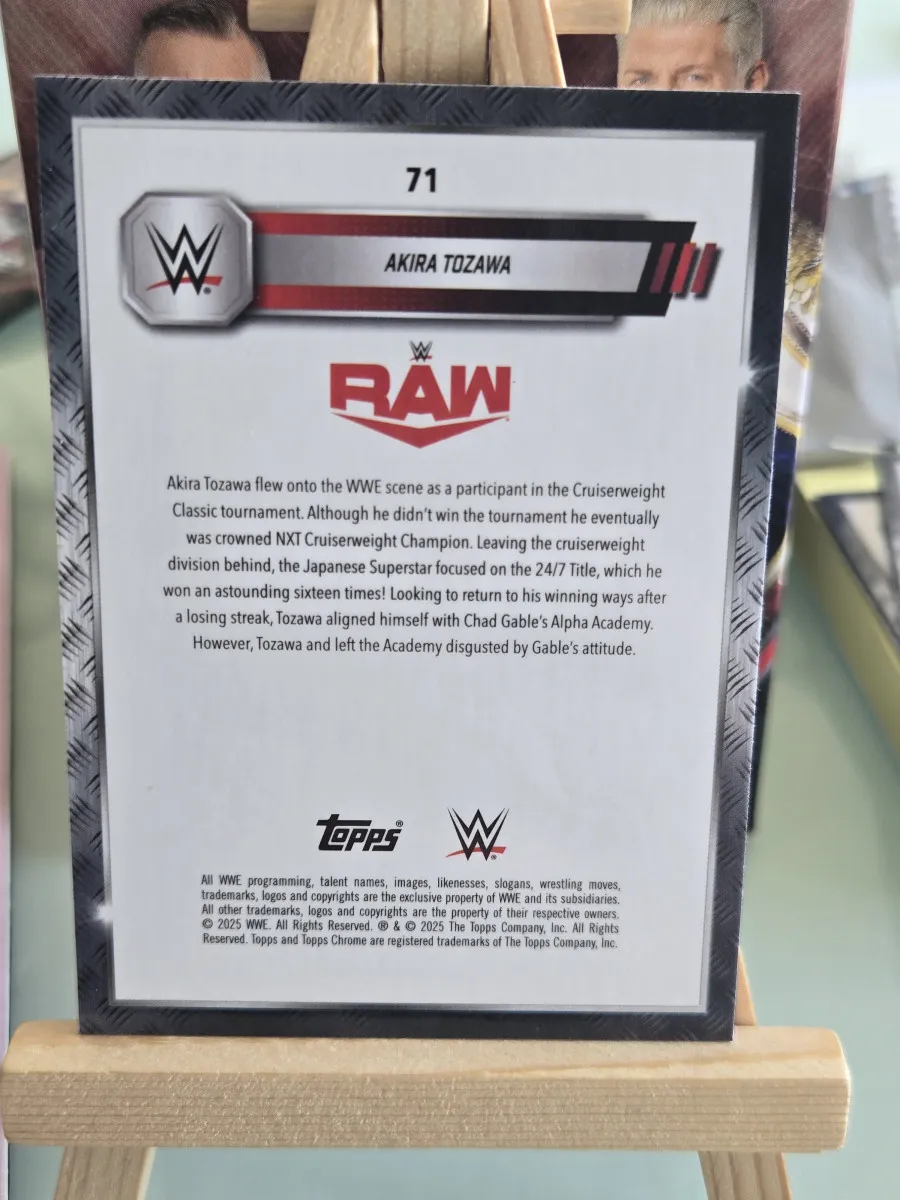 71
AKIRA TOZAWA
W
RAW
Akira Tozawa flew onto the WWE scene as a participant in the Cruiserweight
Classic tournament. Although he didn't win the tournament he eventually
was crowned NXT Cruiserweight Champion. Leaving the cruiserweight
division behind, the Japanese Superstar focused on the 24/7 Title, which he
won an astounding sixteen times! Looking to return to his winning ways after
a losing streak, Tozawa aligned himself with Chad Gable's Alpha Academy.
However, Tozawa and left the Academy disgusted by Gable's attitude.
topps® W®
All WWE programming, talent names, images, likenesses, slogans, wrestling moves,
trademarks, logos and copyrights are the exclusive property of WWE and its subsidiaries.
All other trademarks, logos and copyrights are the property of their respective owners.
© 2025 WWE. All Rights Reserved. ® & © 2025 The Topps Company, Inc. All Rights
Reserved. Topps and Topps Chrome are registered trademarks of The Topps Company, Inc.